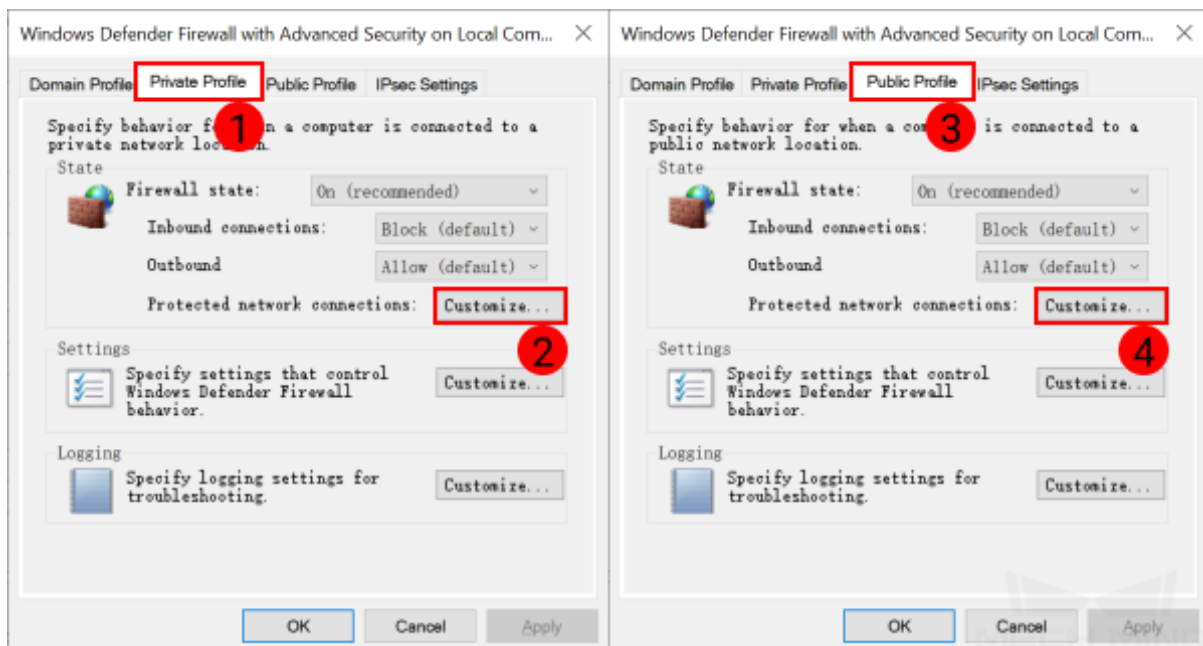 Windows Defender Firewall with Advanced Security on Local Com...
Domain Profile Private Profile Public Profile IPsec Settings
1
Specify behavior a computer is connected to a
private network
State
Firewall state: On (recommended)
Inbound connections: Block (default)
Outbound Allow (default)
Protected network connections: Customize...
2
Settings
Specify settings that control
Windows Defender Firewall
behavior.
Customize...
Logging
Specify logging settings for
troubleshooting.
Customize...
OK Cancel Apply
Windows Defender Firewall with Advanced Security on Local Com...
Domain Profile Private Profile Public Profile IPsec Settings
3
Specify behavior for when a is connected to a
public network location.
State
Firewall state: On (recommended)
Inbound connections: Block (default)
Outbound Allow (default)
Protected network connections: Customize...
4
Settings
Specify settings that control
Windows Defender Firewall
behavior.
Customize...
Logging
Specify logging settings for
troubleshooting.
Customize...
OK Cancel Apply